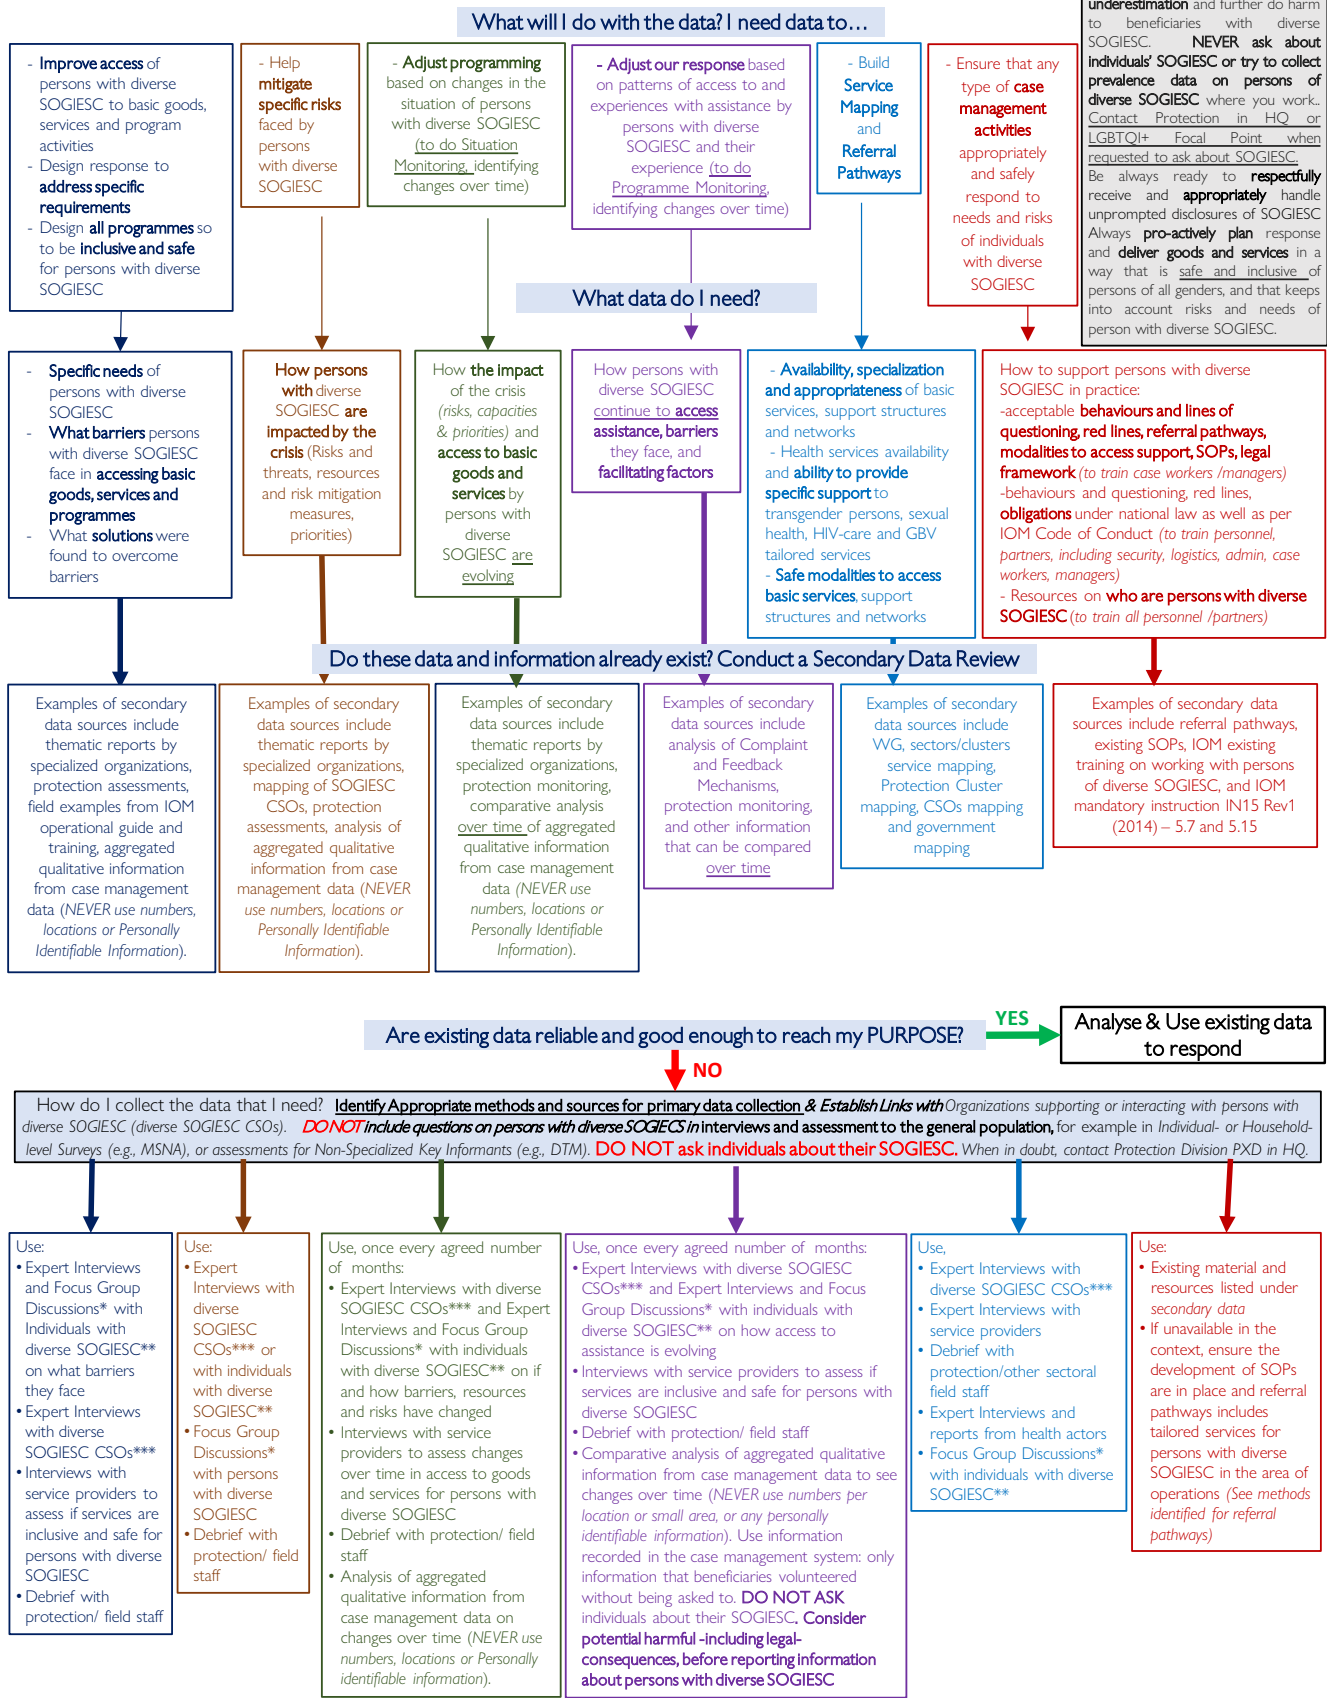 What will I do with the data? I need data to…
- Improve access of
persons with diverse
SOGIESC to basic goods,
services and program
activities
- Design response to
address specific
requirements
- Design all programmes so
to be inclusive and safe
for persons with diverse
SOGIESC
- Help
mitigate
specific risks
faced by
persons
with diverse
SOGIESC
- Adjust programming
based on changes in the
situation of persons
with diverse SOGIESC
(to do Situation
Monitoring, identifying
changes over time)
- Adjust our response based
on patterns of access to and
experiences with assistance by
persons with diverse
SOGIESC and their
experience (to do
Programme Monitoring,
identifying changes over time)
- Build
Service
Mapping
and
Referral
Pathways
- Ensure that any
type of case
management
activities
appropriately
and safely
respond to
needs and risks
of individuals
with diverse
SOGIESC
underestimation and further do harm
to beneficiaries with diverse
SOGIESC. NEVER ask about
individuals' SOGIESC or try to collect
prevalence data on persons of
diverse SOGIESC where you work..
Contact Protection in HQ or
LGBTQI+ Focal Point when
requested to ask about SOGIESC.
Be always ready to respectfully
receive and appropriately handle
unprompted disclosures of SOGIESC
Always pro-actively plan response
and deliver goods and services in a
way that is safe and inclusive of
persons of all genders, and that keeps
into account risks and needs of
person with diverse SOGIESC.
What data do I need?
- Specific needs of
persons with diverse
SOGIESC
- What barriers persons
with diverse SOGIESC
face in accessing basic
goods, services and
programmes
- What solutions were
found to overcome
barriers
How persons
with diverse
SOGIESC are
impacted by the
crisis (Risks and
threats, resources
and risk mitigation
measures,
priorities)
How the impact
of the crisis
(risks, capacities
& priorities) and
access to basic
goods and
services by
persons with
diverse
SOGIESC are
evolving
How persons with
diverse SOGIESC
continue to access
assistance, barriers
they face, and
facilitating factors
- Availability, specialization
and appropriateness of basic
services, support structures
and networks
- Health services availability
and ability to provide
specific support to
transgender persons, sexual
health, HIV-care and GBV
tailored services
- Safe modalities to access
basic services, support
structures and networks
How to support persons with diverse
SOGIESC in practice:
-acceptable behaviours and lines of
questioning, red lines, referral pathways,
modalities to access support, SOPs, legal
framework (to train case workers /managers)
-behaviours and questioning, red lines,
obligations under national law as well as per
IOM Code of Conduct (to train personnel,
partners, including security, logistics, admin, case
workers, managers)
- Resources on who are persons with diverse
SOGIESC (to train all personnel /partners)
Do these data and information already exist? Conduct a Secondary Data Review
Examples of secondary
data sources include
thematic reports by
specialized organizations,
protection assessments,
field examples from IOM
operational guide and
training, aggregated
qualitative information
from case management
data (NEVER use numbers,
locations or Personally
Identifiable Information).
Examples of secondary
data sources include
thematic reports by
specialized organizations,
mapping of SOGIESC
CSOs, protection
assessments, analysis of
aggregated qualitative
information from case
management data (NEVER
use numbers, locations or
Personally Identifiable
Information).
Examples of secondary
data sources include
thematic reports by
specialized organizations,
protection monitoring,
comparative analysis
over time of aggregated
qualitative information
from case management
data (NEVER use
numbers, locations or
Personally Identifiable
Information).
Examples of secondary
data sources include
analysis of Complaint
and Feedback
Mechanisms,
protection monitoring,
and other information
that can be compared
over time
Examples of secondary
data sources include
WG, sectors/clusters
service mapping,
Protection Cluster
mapping, CSOs mapping
and government
mapping
Examples of secondary data
sources include referral pathways,
existing SOPs, IOM existing
training on working with persons
of diverse SOGIESC, and IOM
mandatory instruction IN15 Rev1
(2014) – 5.7 and 5.15
Are existing data reliable and good enough to reach my PURPOSE?
YES
Analyse & Use existing data
to respond
NO
How do I collect the data that I need? Identify Appropriate methods and sources for primary data collection & Establish Links with Organizations supporting or interacting with persons with
diverse SOGIESC (diverse SOGIESC CSOs). DO NOT include questions on persons with diverse SOGIECS in interviews and assessment to the general population, for example in Individual- or Household-
level Surveys (e.g., MSNA), or assessments for Non-Specialized Key Informants (e.g., DTM). DO NOT ask individuals about their SOGIESC. When in doubt, contact Protection Division PXD in HQ.
Use:
• Expert Interviews
and Focus Group
Discussions* with
Individuals with
diverse SOGIESC**
on what barriers
they face
• Expert Interviews
with diverse
SOGIESC CSOs***
• Interviews with
service providers to
assess if services are
inclusive and safe for
persons with diverse
SOGIESC
• Debrief with
protection/ field staff
Use:
• Expert
Interviews with
diverse
SOGIESC
CSOs*** or
with individuals
with diverse
SOGIESC**
• Focus Group
Discussions*
with persons
with diverse
SOGIESC
• Debrief with
protection/ field
staff
Use, once every agreed number
of months:
• Expert Interviews with diverse
SOGIESC CSOs*** and Expert
Interviews and Focus Group
Discussions* with individuals
with diverse SOGIESC** on if
and how barriers, resources
and risks have changed
• Interviews with service
providers to assess changes
over time in access to goods
and services for persons with
diverse SOGIESC
• Debrief with protection/ field
staff
• Analysis of aggregated
qualitative information from
case management data on
changes over time (NEVER use
numbers, locations or Personally
identifiable information).
Use, once every agreed number of months:
• Expert Interviews with diverse SOGIESC
CSOs*** and Expert Interviews and Focus
Group Discussions* with individuals with
diverse SOGIESC** on how access to
assistance is evolving
• Interviews with service providers to assess if
services are inclusive and safe for persons with
diverse SOGIESC
• Debrief with protection/ field staff
• Comparative analysis of aggregated qualitative
information from case management data to see
changes over time (NEVER use numbers per
location or small area, or any personally
identifiable information). Use information
recorded in the case management system: only
information that beneficiaries volunteered
without being asked to. DO NOT ASK
individuals about their SOGIESC. Consider
potential harmful -including legal-
consequences, before reporting information
about persons with diverse SOGIESC
Use,
• Expert Interviews with
diverse SOGIESC CSOs***
• Expert Interviews with
service providers
• Debrief with
protection/other sectoral
field staff
• Expert Interviews and
reports from health actors
• Focus Group Discussions*
with individuals with diverse
SOGIESC**
Use:
• Existing material and
resources listed under
secondary data
• If unavailable in the
context, ensure the
development of SOPs
are in place and referral
pathways includes
tailored services for
persons with diverse
SOGIESC in the area of
operations (See methods
identified for referral
pathways)